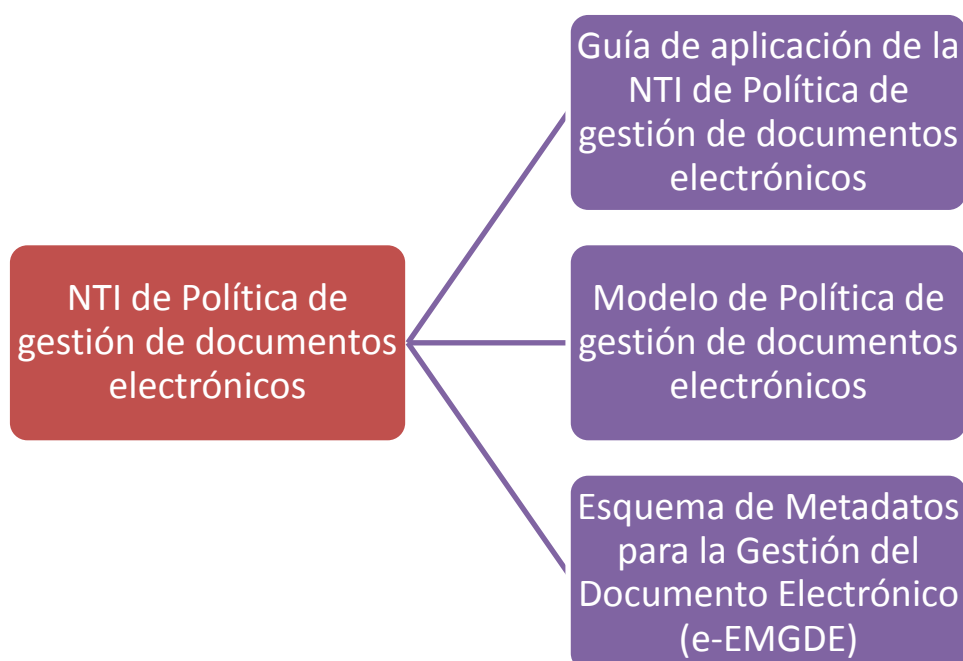 NTI de Política de
gestión de documentos
electrónicos
Guía de aplicación de la
NTI de Política de
gestión de documentos
electrónicos
Modelo de Política de
gestión de documentos
electrónicos
Esquema de Metadatos
para la Gestión del
Documento Electrónico
(e-EMGDE)